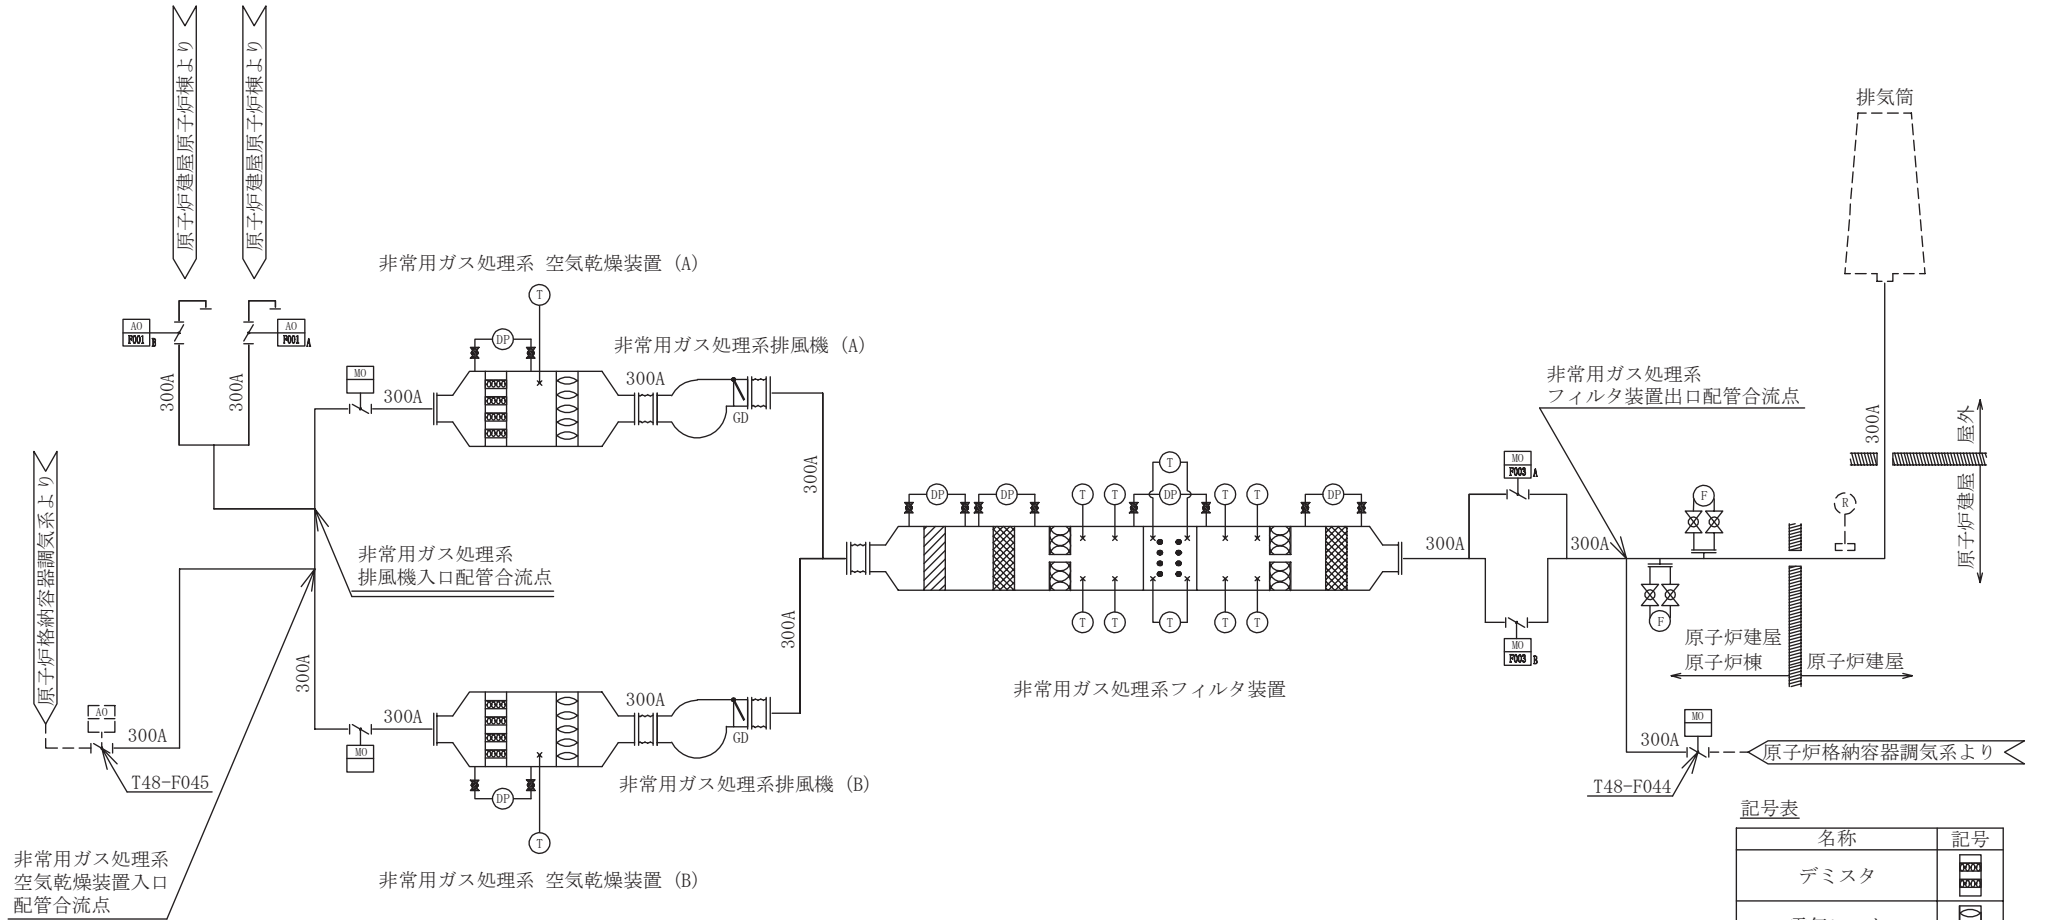 原子炉建屋原子炉棟より
原子炉建屋原子炉棟より
排気筒
非常用ガス処理系 空気乾燥装置 (A)
T
AO
F001
B
AO
F001
A
DP
非常用ガス処理系排風機 (A)
300A
300A
MO
300A
300A
GD
非常用ガス処理系
フィルタ装置出口配管合流点
300A
屋外
原子炉建屋
原子炉格納容器調気系より
300A
T
MO
F003
A
DP
DP
T
T
DP
T
T
DP
F
R
非常用ガス処理系
排風機入口配管合流点
300A
300A
300A
T
T
T
T
T
F
MO
F003
B
原子炉建屋
原子炉棟
原子炉建屋
300A
非常用ガス処理系フィルタ装置
AO
300A
300A
300A
MO
GD
MO
300A
原子炉格納容器調気系より
T48-F045
DP
非常用ガス処理系排風機 (B)
T48-F044
T
記号表
名称
記号
デミスタ
非常用ガス処理系
空気乾燥装置入口
配管合流点
非常用ガス処理系 空気乾燥装置 (B)